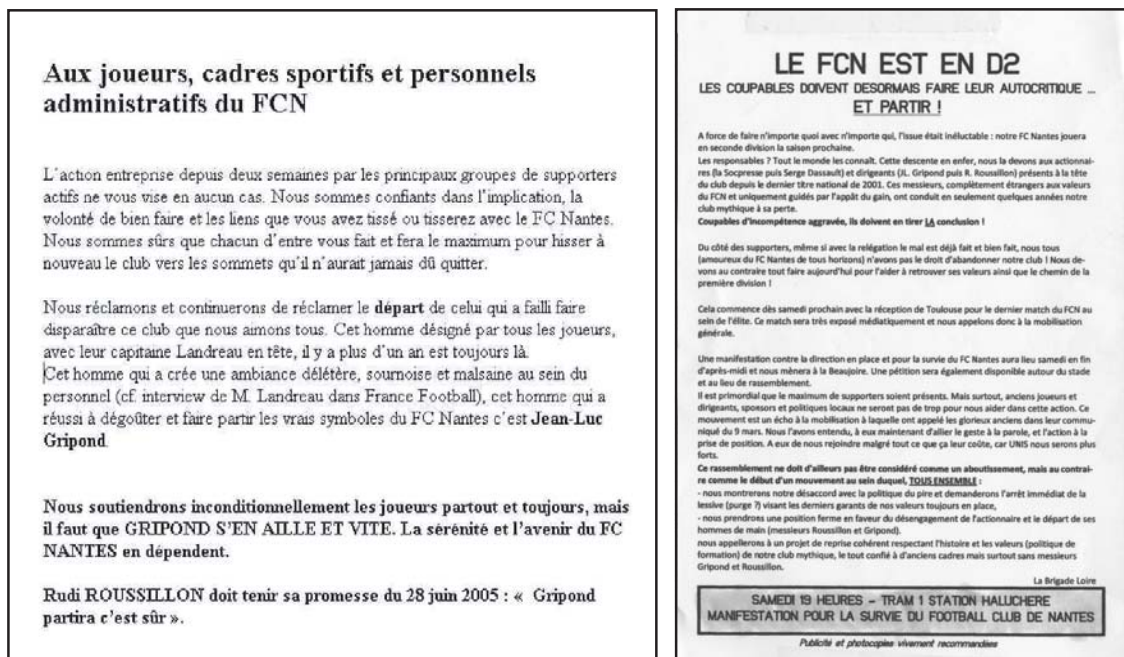 Aux joueurs, cadres sportifs et personnels
administratifs du FCN
L'action entreprise depuis deux semaines par les principaux groupes de supporters
actifs ne vous vise en aucun cas. Nous sommes confiants dans l'implication, la
volonté de bien faire et les liens que vous avez tissé ou tisserez avec le FC Nantes.
Nous sommes sûrs que chacun d'entre vous fait et fera le maximum pour hisser à
nouveau le club vers les sommets qu'il n'aurait jamais dû quitter.
Nous réclamons et continuerons de réclamer le départ de celui qui a failli faire
disparaître ce club que nous aimons tous. Cet homme désigné par tous les joueurs,
avec leur capitaine Landreau en tête, il y a plus d'un an est toujours là.
Cet homme qui a crée une ambiance délétère, sournoise et malsaine au sein du
personnel (cf. interview de M. Landreau dans France Football), cet homme qui a
réussi à dégoûter et faire partir les vrais symboles du FC Nantes c'est Jean-Luc
Gripond.
Nous soutiendrons inconditionnellement les joueurs partout et toujours, mais
il faut que GRIPOND S'EN AILLE ET VITE. La sérénité et l'avenir du FC
NANTES en dépendent.
Rudi ROUSSILLON doit tenir sa promesse du 28 juin 2005 : « Gripond
partira c'est sûr ».
LE FCN EST EN D2
LES COUPABLES DOIVENT DESORMAIS FAIRE LEUR AUTOCRITIQUE ...
ET PARTIR !
A force de faire n'importe quoi avec n'importe qui, l'issue était inéluctable : notre FC Nantes jouera
en seconde division la saison prochaine.
Les responsables ? Tout le monde les connaît. Cette descente en enfer, nous la devons aux actionnai-
res (la Socpresse puis Serge Dassault) et dirigeants (JL. Gripond puis R. Roussillon) présents à la tête
du club depuis le dernier titre national de 2001. Ces messieurs, complètement étrangers aux valeurs
du FCN et uniquement guidés par l'appât du gain, ont conduit en seulement quelques années notre
club mythique à sa perte.
Coupables d'incompétence aggravée, ils doivent en tirer LA conclusion !
Du côté des supporters, même si avec la relégation le mal est déjà fait et bien fait, nous tous
(amoureux du FC Nantes de tous horizons) n'avons pas le droit d'abandonner notre club ! Nous de-
vons au contraire tout faire aujourd'hui pour l'aider à retrouver ses valeurs ainsi que le chemin de la
première division !
Cela commence dès samedi prochain avec la réception de Toulouse pour le dernier match du FCN au
sein de l'élite. Ce match sera très exposé médiatiquement et nous appelons donc à la mobilisation
générale.
Une manifestation contre la direction en place et pour la survie du FC Nantes aura lieu samedi en fin
d'après-midi et nous mènera à la Beaujoire. Une pétition sera également disponible autour du stade
et au lieu de rassemblement.
Il est primordial que le maximum de supporters soient présents. Mais surtout, anciens joueurs et
dirigeants, sposors et politiques locaux ne seront pas de trop pour nous aider dans cette action. Ce
mouvement est un écho à la mobilisation à laquelle ont appelé les glorieux anciens dans leur commu-
niqué du 9 mars. Nous l'avons entendu, à eux maintenant d'allier le geste à la parole, et l'action à la
prise de position. A eux de nous rejoindre malgré tout ce que ça leur coûte, car UNIS nous serons plus
forts.
Ce rassemblement ne doit d'ailleurs pas être considéré comme un aboutissement, mais au contrai-
re comme le début d'un mouvement au sein duquel, TOUS ENSEMBLE :
- nous montrerons notre désaccord avec la politique du pire et demanderons l'arrêt immédiat de la
lessive (purge ?) visant les derniers garants de nos valeurs toujours en place,
- nous prendrons une position ferme en faveur du désengagement de l'actionnaire et le départ de ses
hommes de main (messieurs Roussillon et Gripond).
nous appellerons à un projet de reprise cohérent respectant l'histoire et les valeurs (politique de
formation) de notre club mythique, le tout confié à d'anciens cadres mais surtout sans messieurs
Gripond et Roussillon.
La Brigade Loire
SAMEDI 19 HEURES - TRAM 1 STATION HALUCHERE
MANIFESTATION POUR LA SURVIE DU FOOTBALL CLUB DE NANTES
Publicité et photocopies vivement recommandées